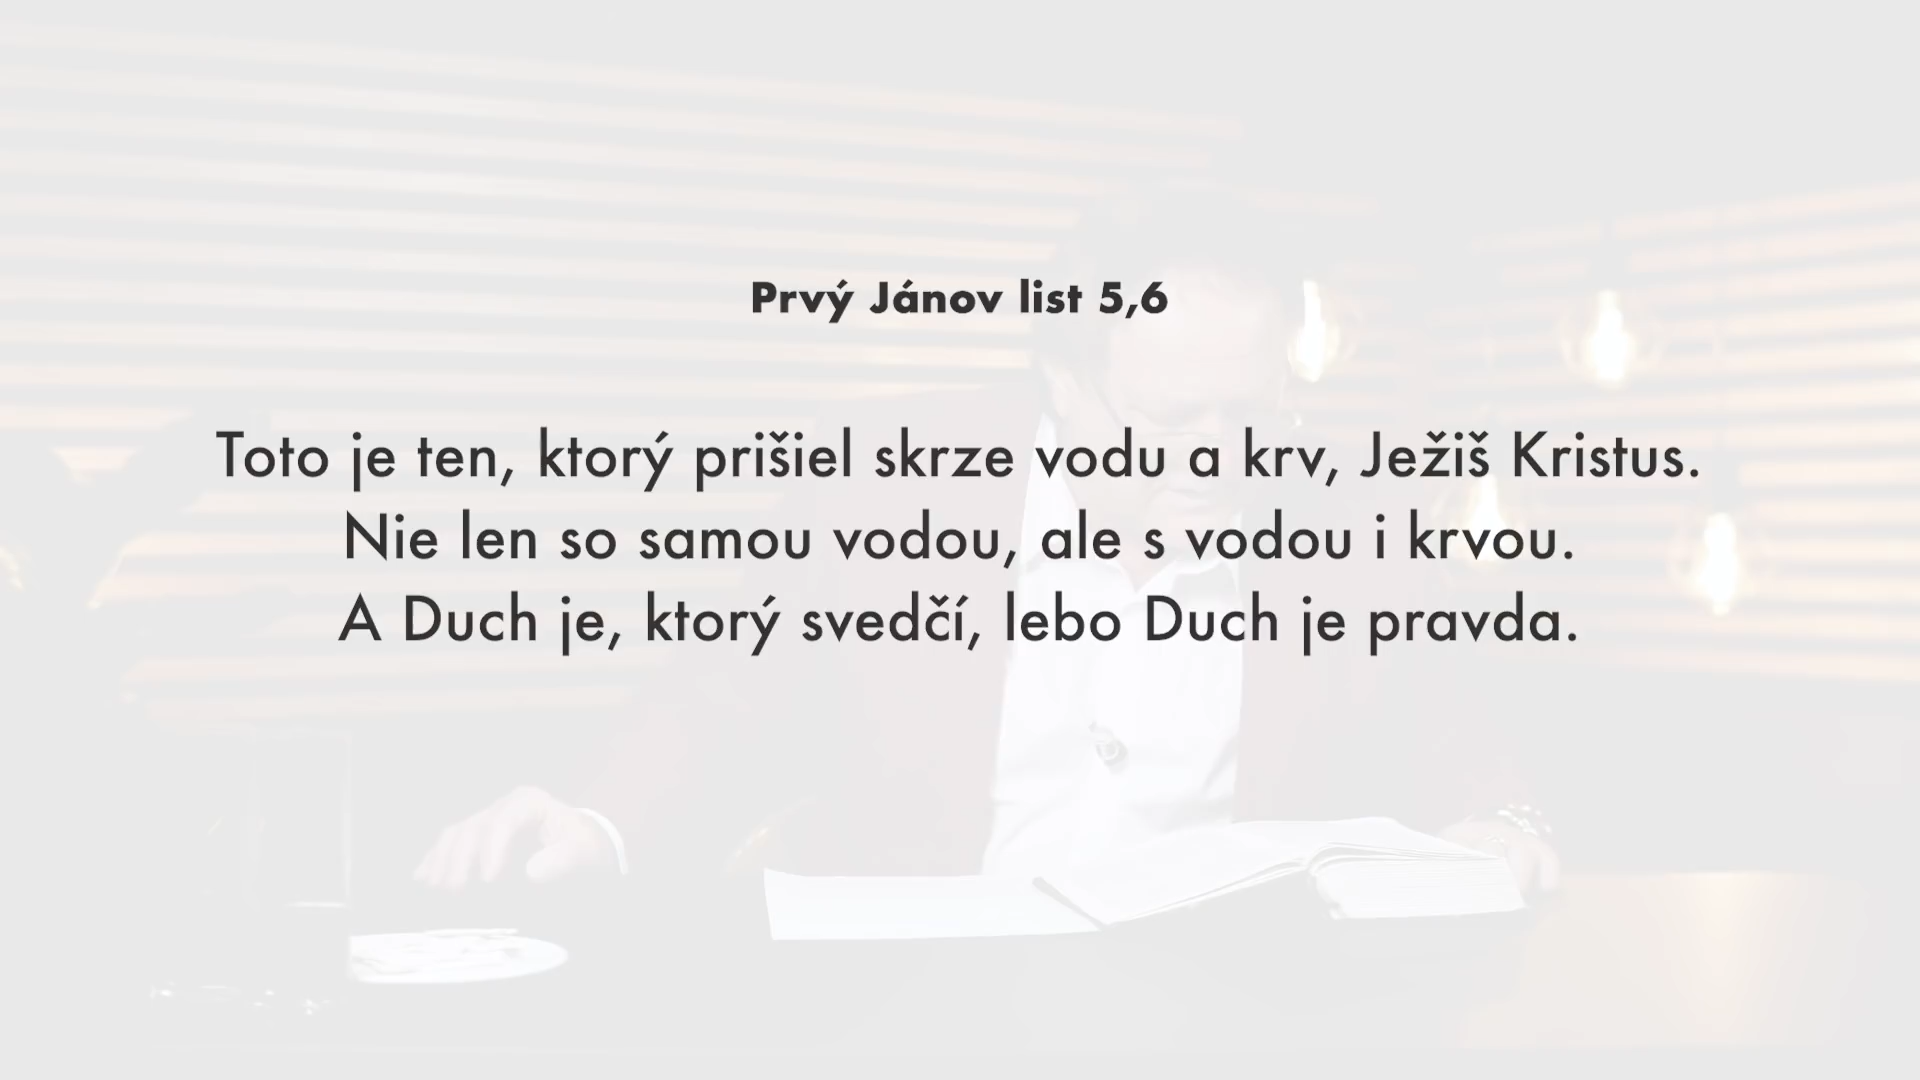 Prvý Jánov list 5,6
Toto je ten, ktorý prišiel skrze vodu a krv, Ježiš Kristus.
Nie len so samou vodou, ale s vodou i krvou.
A Duch je, ktorý svedčí, lebo Duch je pravda.